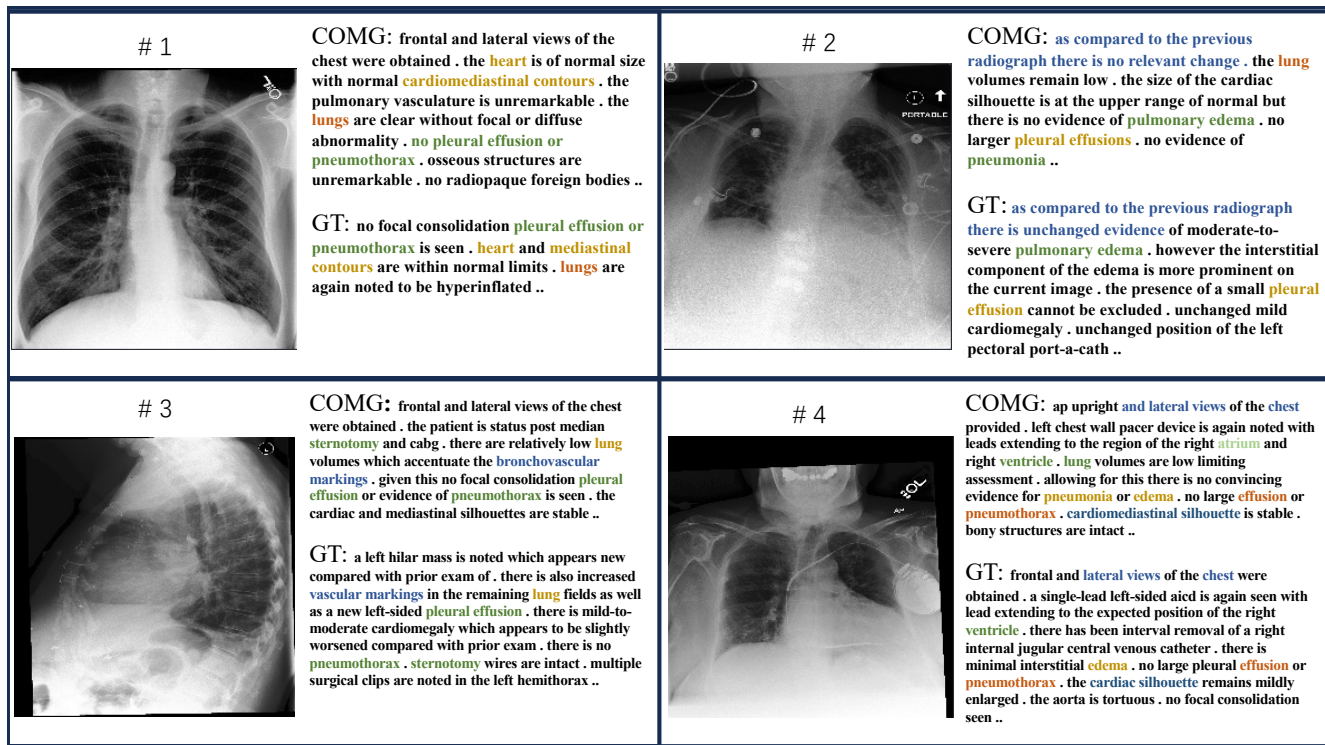 # 1
COMG: frontal and lateral views of the
chest were obtained . the heart is of normal size
with normal cardiomediastinal contours . the
pulmonary vasculature is unremarkable . the
lungs are clear without focal or diffuse
abnormality . no pleural effusion or
pneumothorax . osseous structures are
unremarkable . no radiopaque foreign bodies ..
GT: no focal consolidation pleural effusion or
pneumothorax is seen . heart and mediastinal
contours are within normal limits . lungs are
again noted to be hyperinflated ..
# 2
PORTABLE
COMG: as compared to the previous
radiograph there is no relevant change . the lung
volumes remain low . the size of the cardiac
silhouette is at the upper range of normal but
there is no evidence of pulmonary edema . no
larger pleural effusions . no evidence of
pneumonia ..
GT: as compared to the previous radiograph
there is unchanged evidence of moderate-to-
severe pulmonary edema . however the interstitial
component of the edema is more prominent on
the current image . the presence of a small pleural
effusion cannot be excluded . unchanged mild
cardiomegaly . unchanged position of the left
pectoral port-a-cath ..
# 3
COMG: frontal and lateral views of the chest
were obtained . the patient is status post median
sternotomy and cabg . there are relatively low lung
volumes which accentuate the bronchovascular
markings . given this no focal consolidation pleural
effusion or evidence of pneumothorax is seen . the
cardiac and mediastinal silhouettes are stable ..
GT: a left hilar mass is noted which appears new
compared with prior exam of . there is also increased
vascular markings in the remaining lung fields as well
as a new left-sided pleural effusion . there is mild-to-
moderate cardiomegaly which appears to be slightly
worsened compared with prior exam . there is no
pneumothorax . sternotomy wires are intact . multiple
surgical clips are noted in the left hemithorax ..
# 4
COMG: ap upright and lateral views of the chest
provided . left chest wall pacer device is again noted with
leads extending to the region of the right atrium and
right ventricle . lung volumes are low limiting
assessment . allowing for this there is no convincing
evidence for pneumonia or edema . no large effusion or
pneumothorax . cardiomediastinal silhouette is stable .
bony structures are intact ..
GT: frontal and lateral views of the chest were
obtained . a single-lead left-sided aicd is again seen with
lead extending to the expected position of the right
ventricle . there has been interval removal of a right
internal jugular central venous catheter . there is
minimal interstitial edema . no large pleural effusion or
pneumothorax . the cardiac silhouette remains mildly
enlarged . the aorta is tortuous . no focal consolidation
seen ..